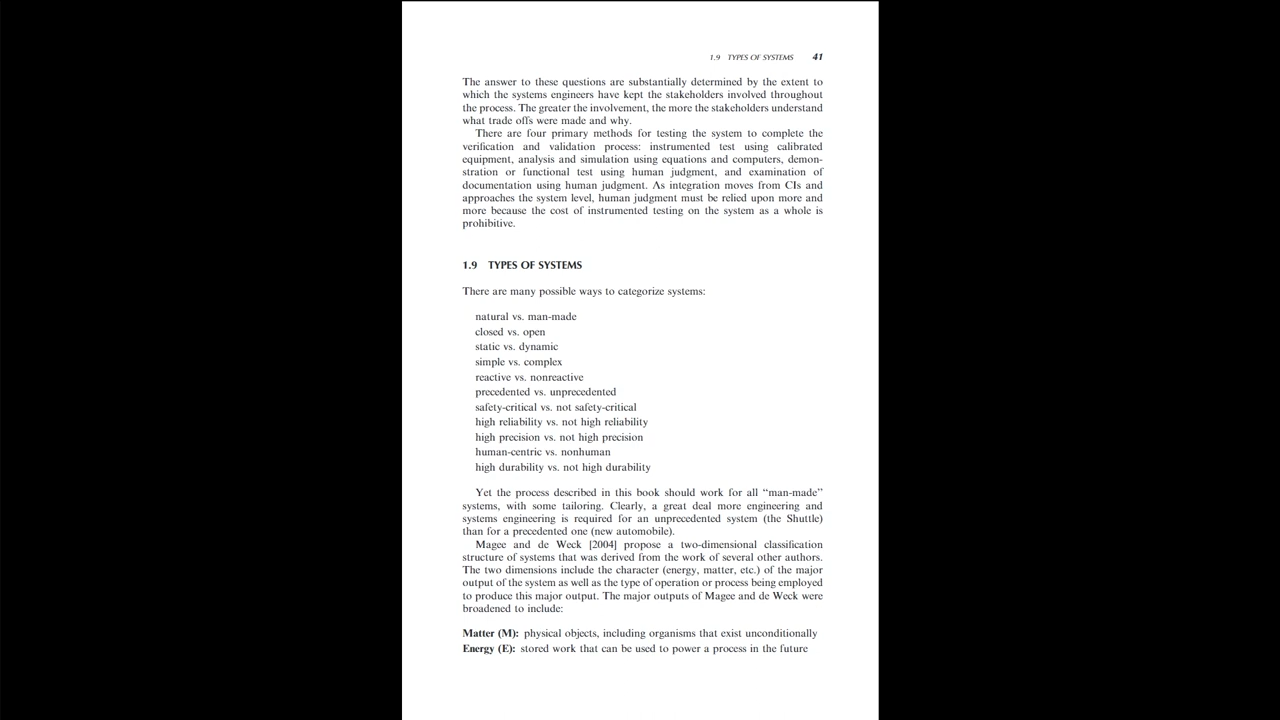 1.9 TYPES OF SYSTEMS 41
The answer to these questions are substantially determined by the extent to
which the systems engineers have kept the stakeholders involved throughout
the process. The greater the involvement, the more the stakeholders understand
what trade offs were made and why.
There are four primary methods for testing the system to complete the
verification and validation process: instrumented test using calibrated
equipment, analysis and simulation using equations and computers, demon-
stration or functional test using human judgment, and examination of
documentation using human judgment. As integration moves from CIs and
approaches the system level, human judgment must be relied upon more and
more because the cost of instrumented testing on the system as a whole is
prohibitive.
1.9 TYPES OF SYSTEMS
There are many possible ways to categorize systems:
natural vs. man-made
closed vs. open
static vs. dynamic
simple vs. complex
reactive vs. nonreactive
precedented vs. unprecedented
safety-critical vs. not safety-critical
high reliability vs. not high reliability
high precision vs. not high precision
human-centric vs. nonhuman
high durability vs. not high durability
Yet the process described in this book should work for all “man-made”
systems, with some tailoring. Clearly, a great deal more engineering and
systems engineering is required for an unprecedented system (the Shuttle)
than for a precedented one (new automobile).
Magee and de Weck [2004] propose a two-dimensional classification
structure of systems that was derived from the work of several other authors.
The two dimensions include the character (energy, matter, etc.) of the major
output of the system as well as the type of operation or process being employed
to produce this major output. The major outputs of Magee and de Weck were
broadened to include:
Matter (M): physical objects, including organisms that exist unconditionally
Energy (E): stored work that can be used to power a process in the future